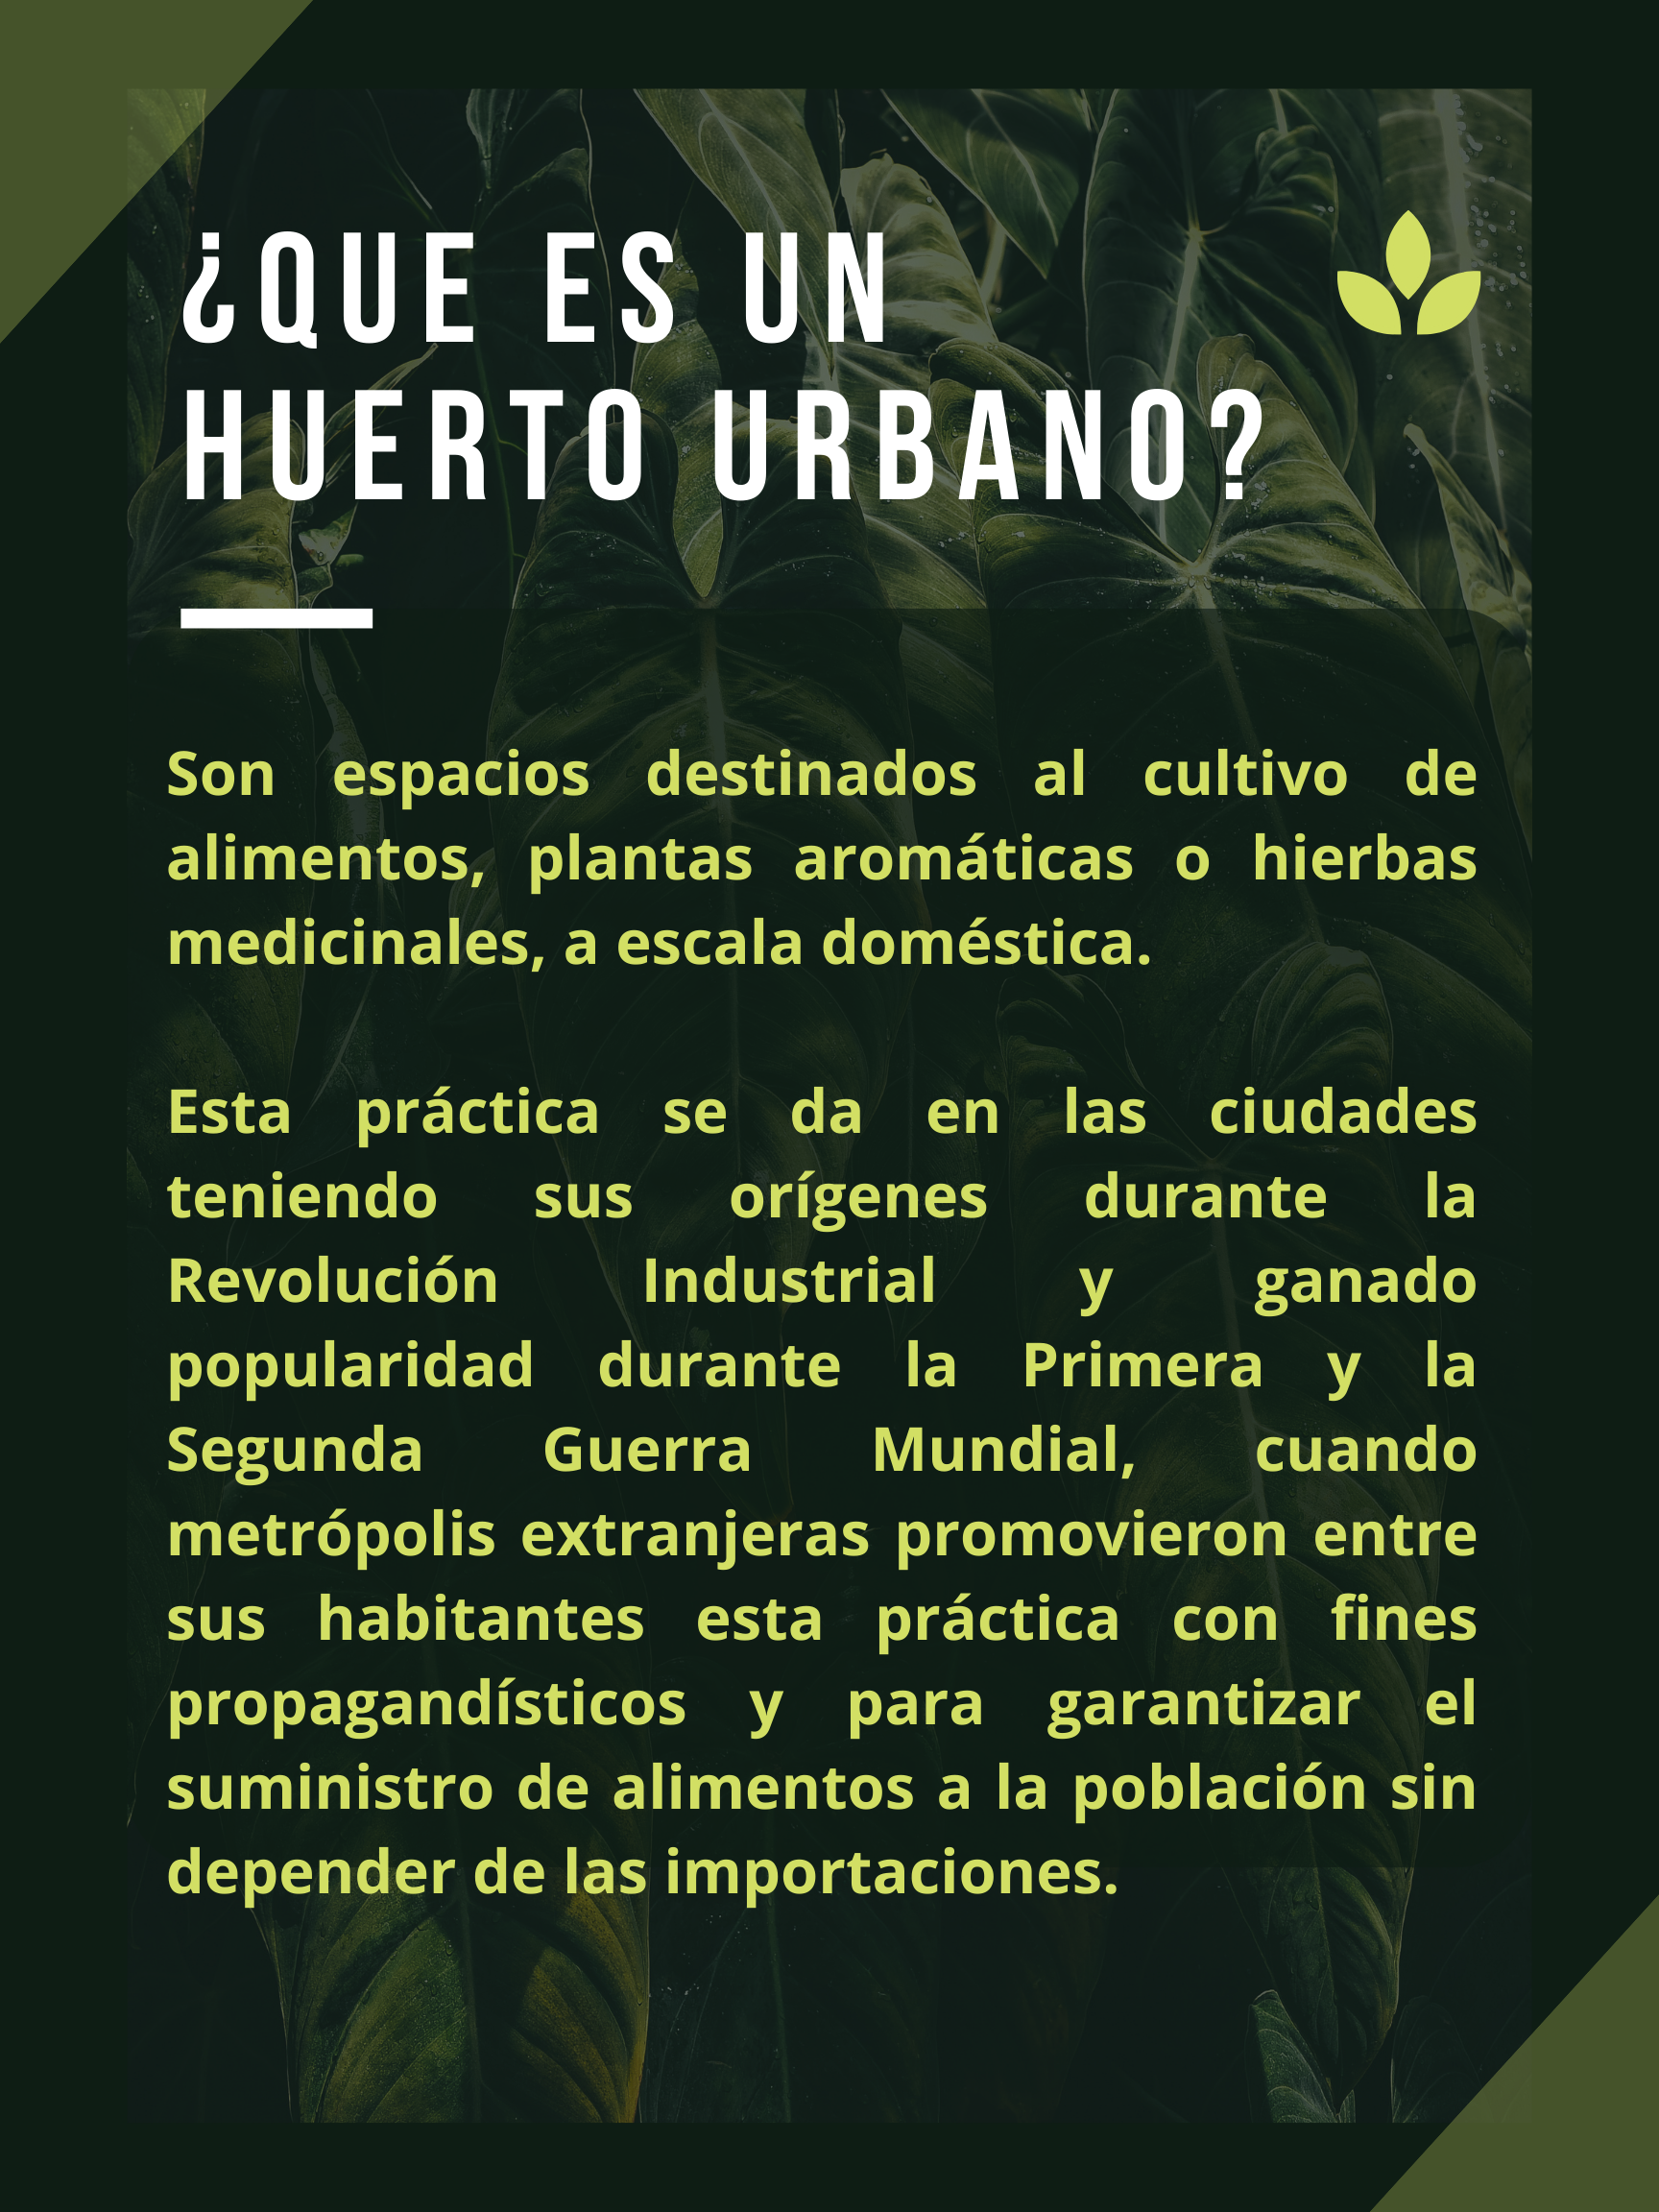 ¿QUE ES UN
HUERTO URBANO?
Son espacios destinados al cultivo de
alimentos, plantas aromáticas o hierbas
medicinales, a escala doméstica.
Esta práctica se da en las ciudades
teniendo sus orígenes durante la
Revolución Industrial y ganado
popularidad durante la Primera y la
Segunda Guerra Mundial, cuando
metrópolis extranjeras promovieron entre
sus habitantes esta práctica con fines
propagandísticos y para garantizar el
suministro de alimentos a la población sin
depender de las importaciones.